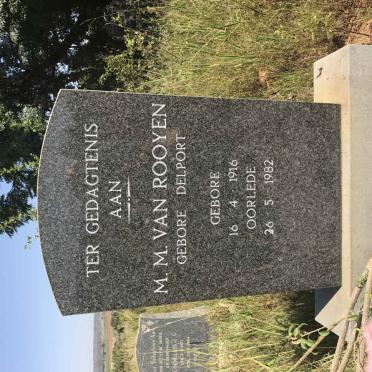 TER GEDAGTENIS
AAN
M. M. VAN ROOYEN
GEBORE DELPORT
GEBORE
16 - 4 - 1916
OORLEDE
26 - 5 - 1982